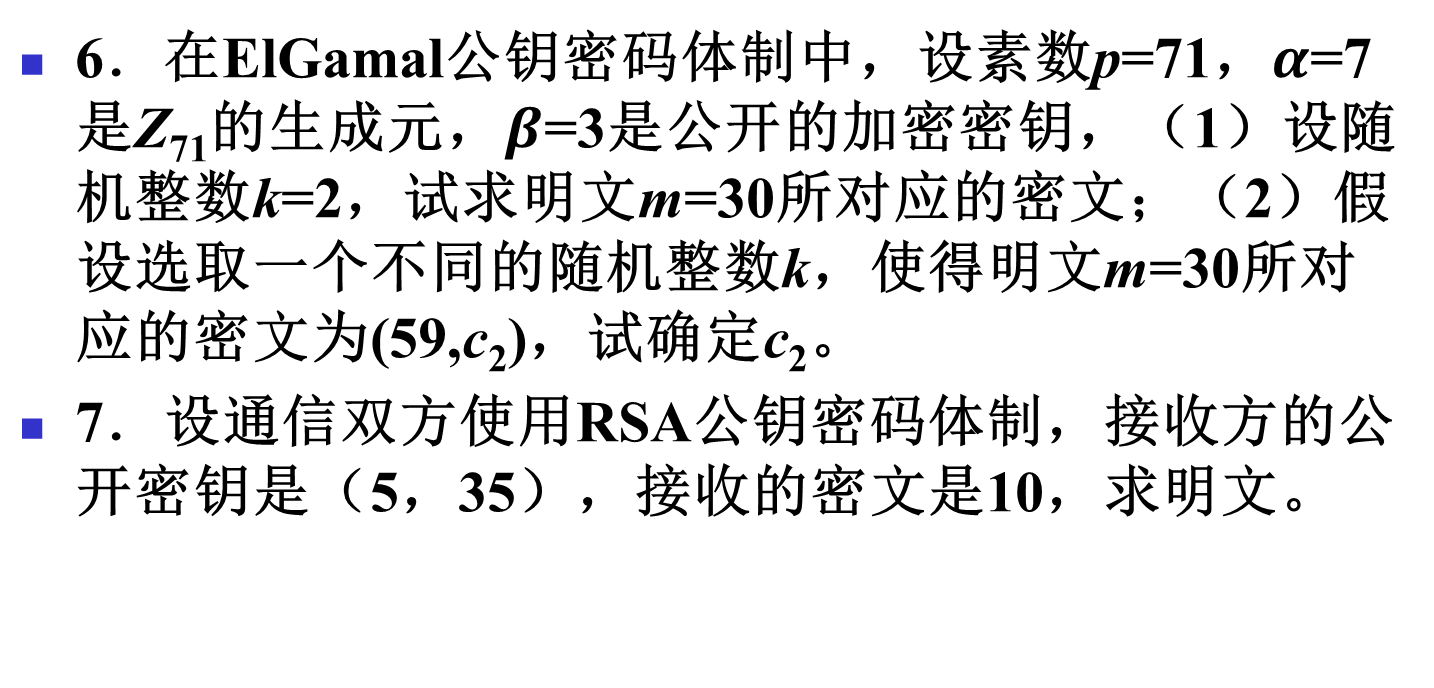 ▪ 6．在ElGamal公钥密码体制中，设素数p=71，α=7
是Z₇₁的生成元，β=3是公开的加密密钥，（1）设随
机整数k=2，试求明文m=30所对应的密文；（2）假
设选取一个不同的随机整数k，使得明文m=30所对
应的密文为(59,c₂)，试确定c₂。
▪ 7．设通信双方使用RSA公钥密码体制，接收方的公
开密钥是（5，35），接收的密文是10，求明文。